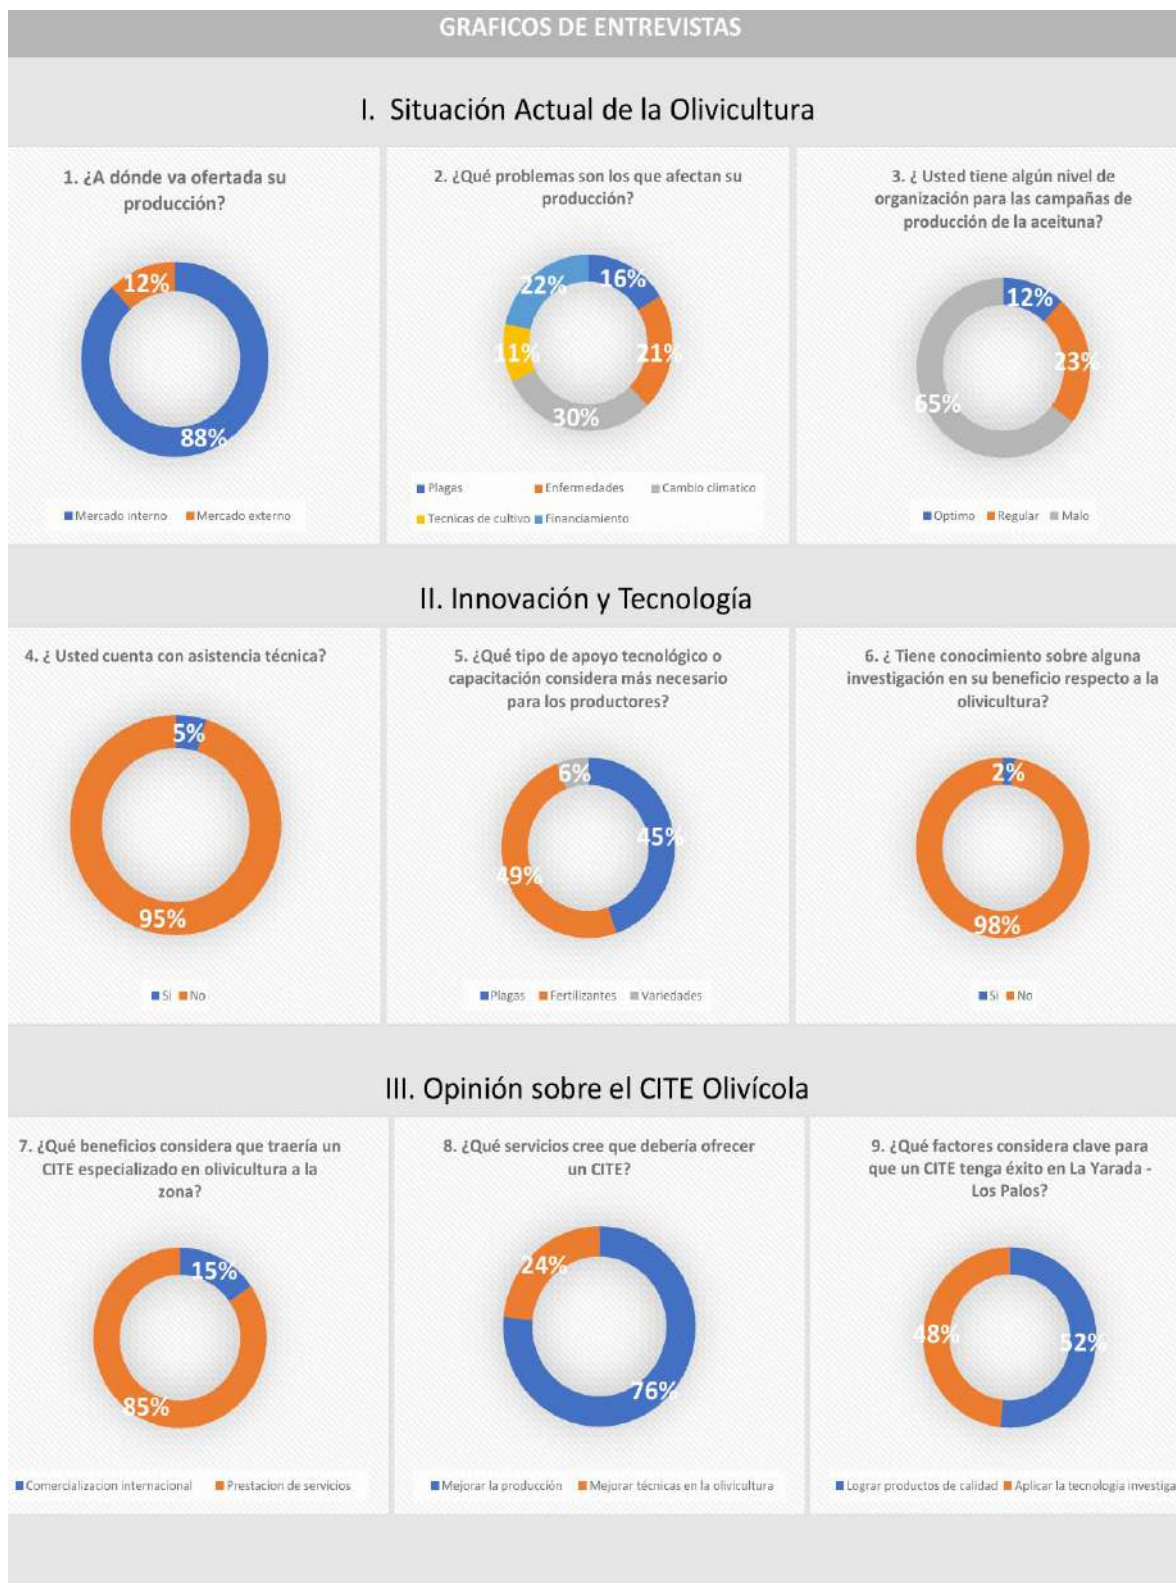 GRAFICOS DE ENTREVISTAS
I. Situación Actual de la Olivicultura
1. ¿A dónde va ofertada su
producción?
12%
88%
Mercado interno Mercado externo
2. ¿Qué problemas son los que afectan su
producción?
22% 16%
11% 21%
30%
Plagas Enfermedades Cambio climatico
Tecnicas de cultivo Financiamiento
3. ¿ Usted tiene algún nivel de
organización para las campañas de
producción de la aceituna?
12%
23%
65%
Optimo Regular Malo
II. Innovación y Tecnología
4. ¿ Usted cuenta con asistencia técnica?
5%
95%
Si No
5. ¿Qué tipo de apoyo tecnológico o
capacitación considera más necesario
para los productores?
6%
45%
49%
Plagas Fertilizantes Variedades
6. ¿ Tiene conocimiento sobre alguna
investigación en su beneficio respecto a la
olivicultura?
2%
98%
Si No
III. Opinión sobre el CITE Olivícola
7. ¿Qué beneficios considera que traería un
CITE especializado en olivicultura a la
zona?
15%
85%
Comercializacion internacional Prestacion de servicios
8. ¿Qué servicios cree que debería ofrecer
un CITE?
24%
76%
Mejorar la producción Mejorar técnicas en la olivicultura
9. ¿Qué factores considera clave para
que un CITE tenga éxito en La Yarada -
Los Palos?
48% 52%
Lograr productos de calidad Aplicar la tecnologia investiga